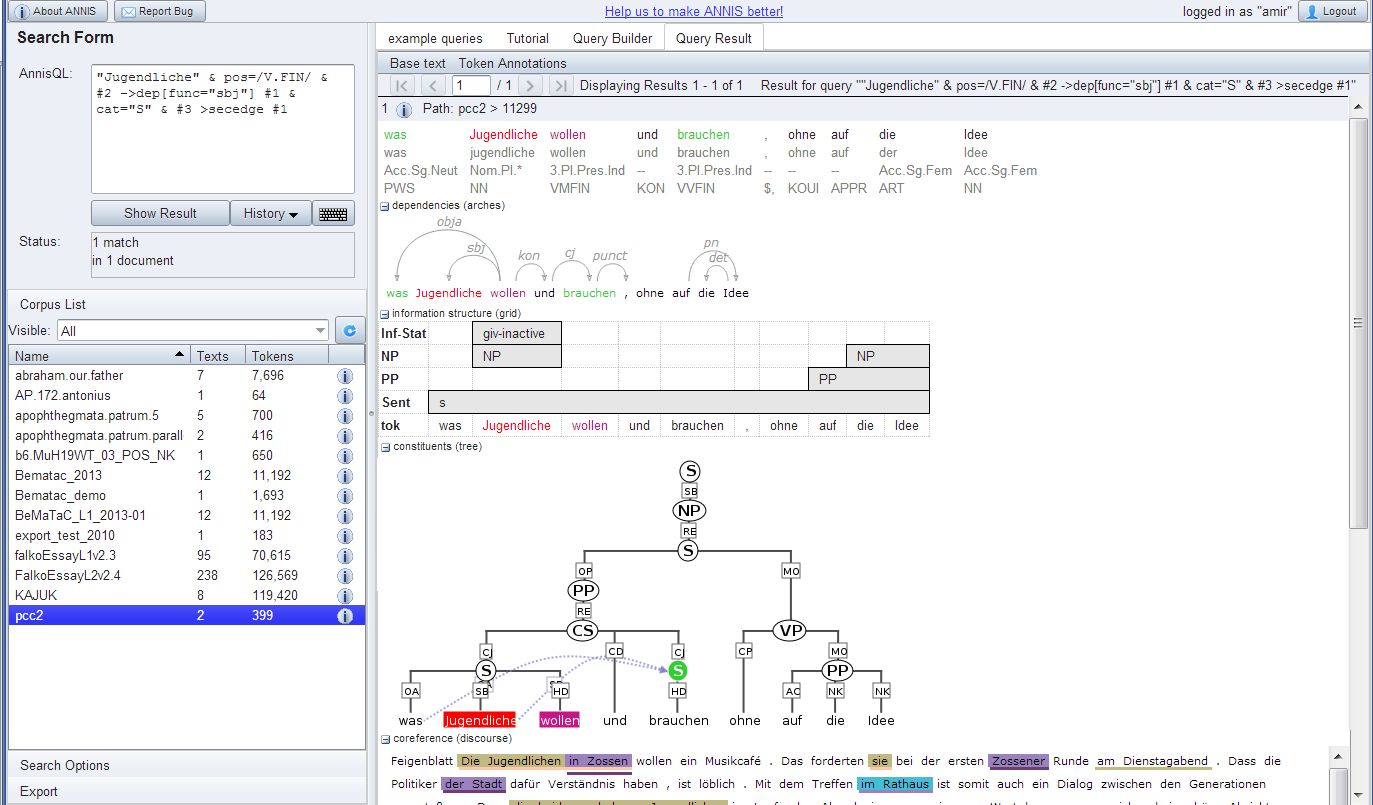 About ANNIS Report Bug Help us to make ANNIS better! logged in as "amir" Logout
Search Form
example queries Tutorial Query Builder Query Result
AnnisQL:
"Jugendliche" & pos=/V.FIN/ &
#2 ->dep[func="sbj"] #1 &
cat="S" & #3 >secedge #1
Show Result History
Status:
1 match
in 1 document
Corpus List
Visible: All
Name Texts Tokens
abraham.our.father 7 7,696
AP.172.antonius 1 64
apophthegmata.patrum.5 5 700
apophthegmata.patrum.parall 2 416
b6.MuH19WT_03_POS_NK 1 650
Bematac_2013 12 11,192
Bematac_demo 1 1,693
BeMaTaC_L1_2013-01 12 11,192
export_test_2010 1 183
falkoEssayL1v2.3 95 70,615
FalkoEssayL2v2.4 238 126,569
KAJUK 8 119,420
pcc2 2 399
Search Options
Export
Base text Token Annotations
1 / 1 Displaying Results 1 - 1 of 1 Result for query ""Jugendliche" & pos=/V.FIN/ & #2 ->dep[func="sbj"] #1 & cat="S" & #3 >secedge #1"
1 Path: pcc2 > 11299
was Jugendliche wollen und brauchen , ohne auf die Idee
was jugendliche wollen und brauchen , ohne auf der Idee
Acc.Sg.Neut Nom.Pl.* 3.Pl.Pres.Ind -- 3.Pl.Pres.Ind -- -- -- Acc.Sg.Fem Acc.Sg.Fem
PWS NN VMFIN KON VVFIN $, KOUI APPR ART NN
dependencies (arches)
obja
sbj kon cj punct pn
det
was Jugendliche wollen und brauchen , ohne auf die Idee
information structure (grid)
Inf-Stat giv-inactive
NP NP NP
PP PP
Sent s
tok was Jugendliche wollen und brauchen , ohne auf die Idee
constituents (tree)
S
SB
NP
RE
S
OP MO
PP
RE
CS VP
CJ CD CJ CP MO
S S PP
OA SB HD HD AC NK NK
was Jugendliche wollen und brauchen ohne auf die Idee
coreference (discourse)
Feigenblatt Die Jugendlichen in Zossen wollen ein Musikcafé . Das forderten sie bei der ersten Zossener Runde am Dienstagabend . Dass die
Politiker der Stadt dafür Verständnis haben , ist löblich . Mit dem Treffen im Rathaus ist somit auch ein Dialog zwischen den Generationen